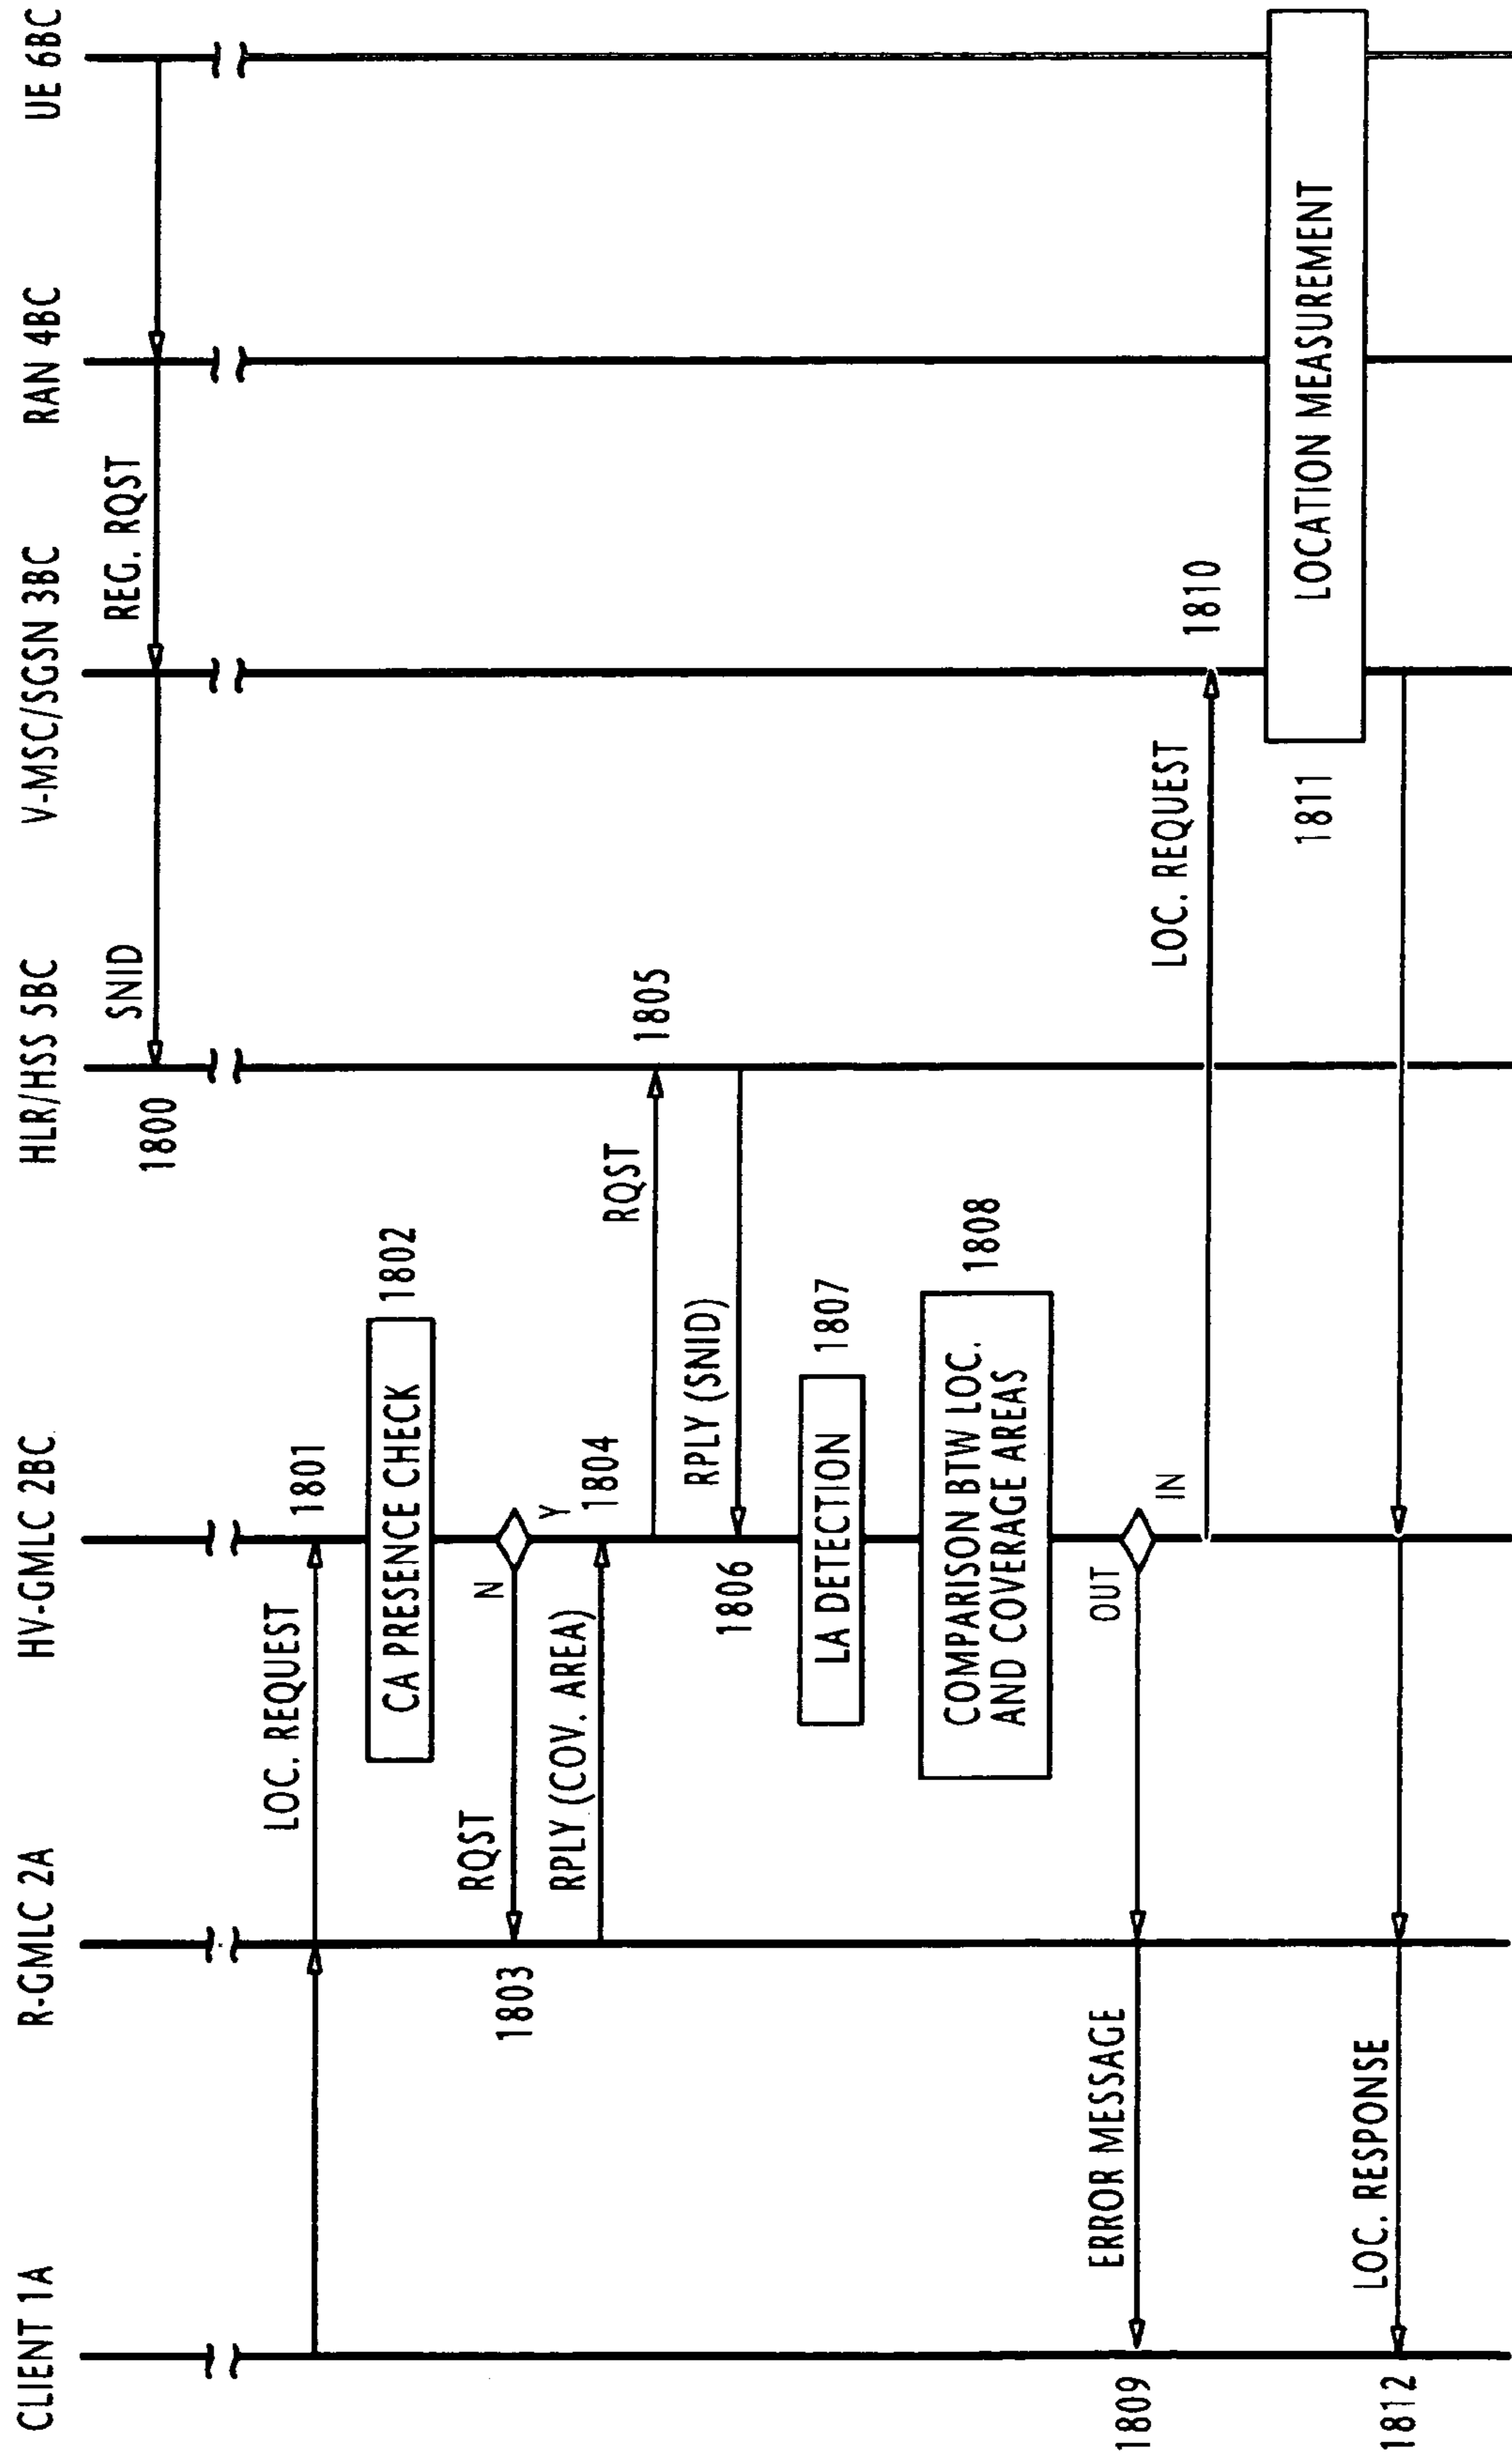 CLIENT 1A
R-GMLC 2A
HV-GMLC 2BC
HLR/HSS 5BC
V-MSC/SGSN 3BC
RAN 4BC
UE 6BC
SNID
REG. RQST
1800
LOC. REQUEST
1801
CA PRESENCE CHECK
1802
N
Y
RQST
1803
RPLY (COV. AREA)
1804
RQST
1805
RPLY (SNID)
1806
LA DETECTION
1807
COMPARISON BTW LOC.
AND COVERAGE AREAS
1808
OUT
IN
ERROR MESSAGE
1809
LOC. REQUEST
1810
LOCATION MEASUREMENT
1811
LOC. RESPONSE
1812